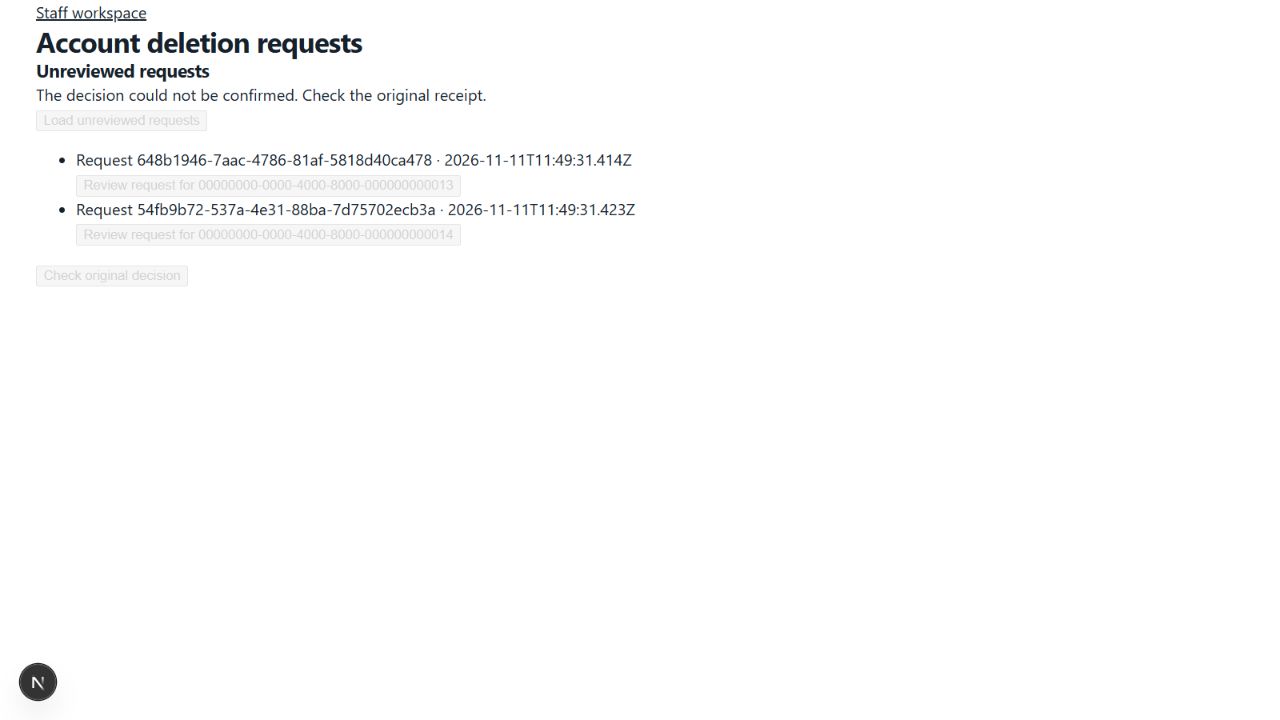 Staff workspace
Account deletion requests
Unreviewed requests
The decision could not be confirmed. Check the original receipt.
Load unreviewed requests
Request 648b1946-7aac-4786-81af-5818d40ca478 · 2026-11-11T11:49:31.414Z
Review request for 00000000-0000-4000-8000-000000000013
Request 54fb9b72-537a-4e31-88ba-7d75702ecb3a · 2026-11-11T11:49:31.423Z
Review request for 00000000-0000-4000-8000-000000000014
Check original decision
N